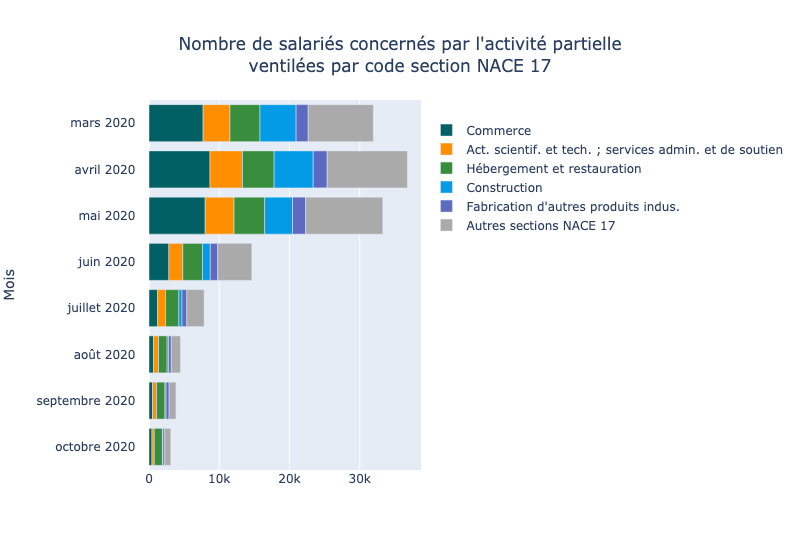 Nombre de salariés concernés par l'activité partielle
ventilées par code section NACE 17
mars 2020
avril 2020
mai 2020
juin 2020
juillet 2020
août 2020
septembre 2020
octobre 2020
Mois
0
10k
20k
30k
Commerce
Act. scientif. et tech. ; services admin. et de soutien
Hébergement et restauration
Construction
Fabrication d'autres produits indus.
Autres sections NACE 17